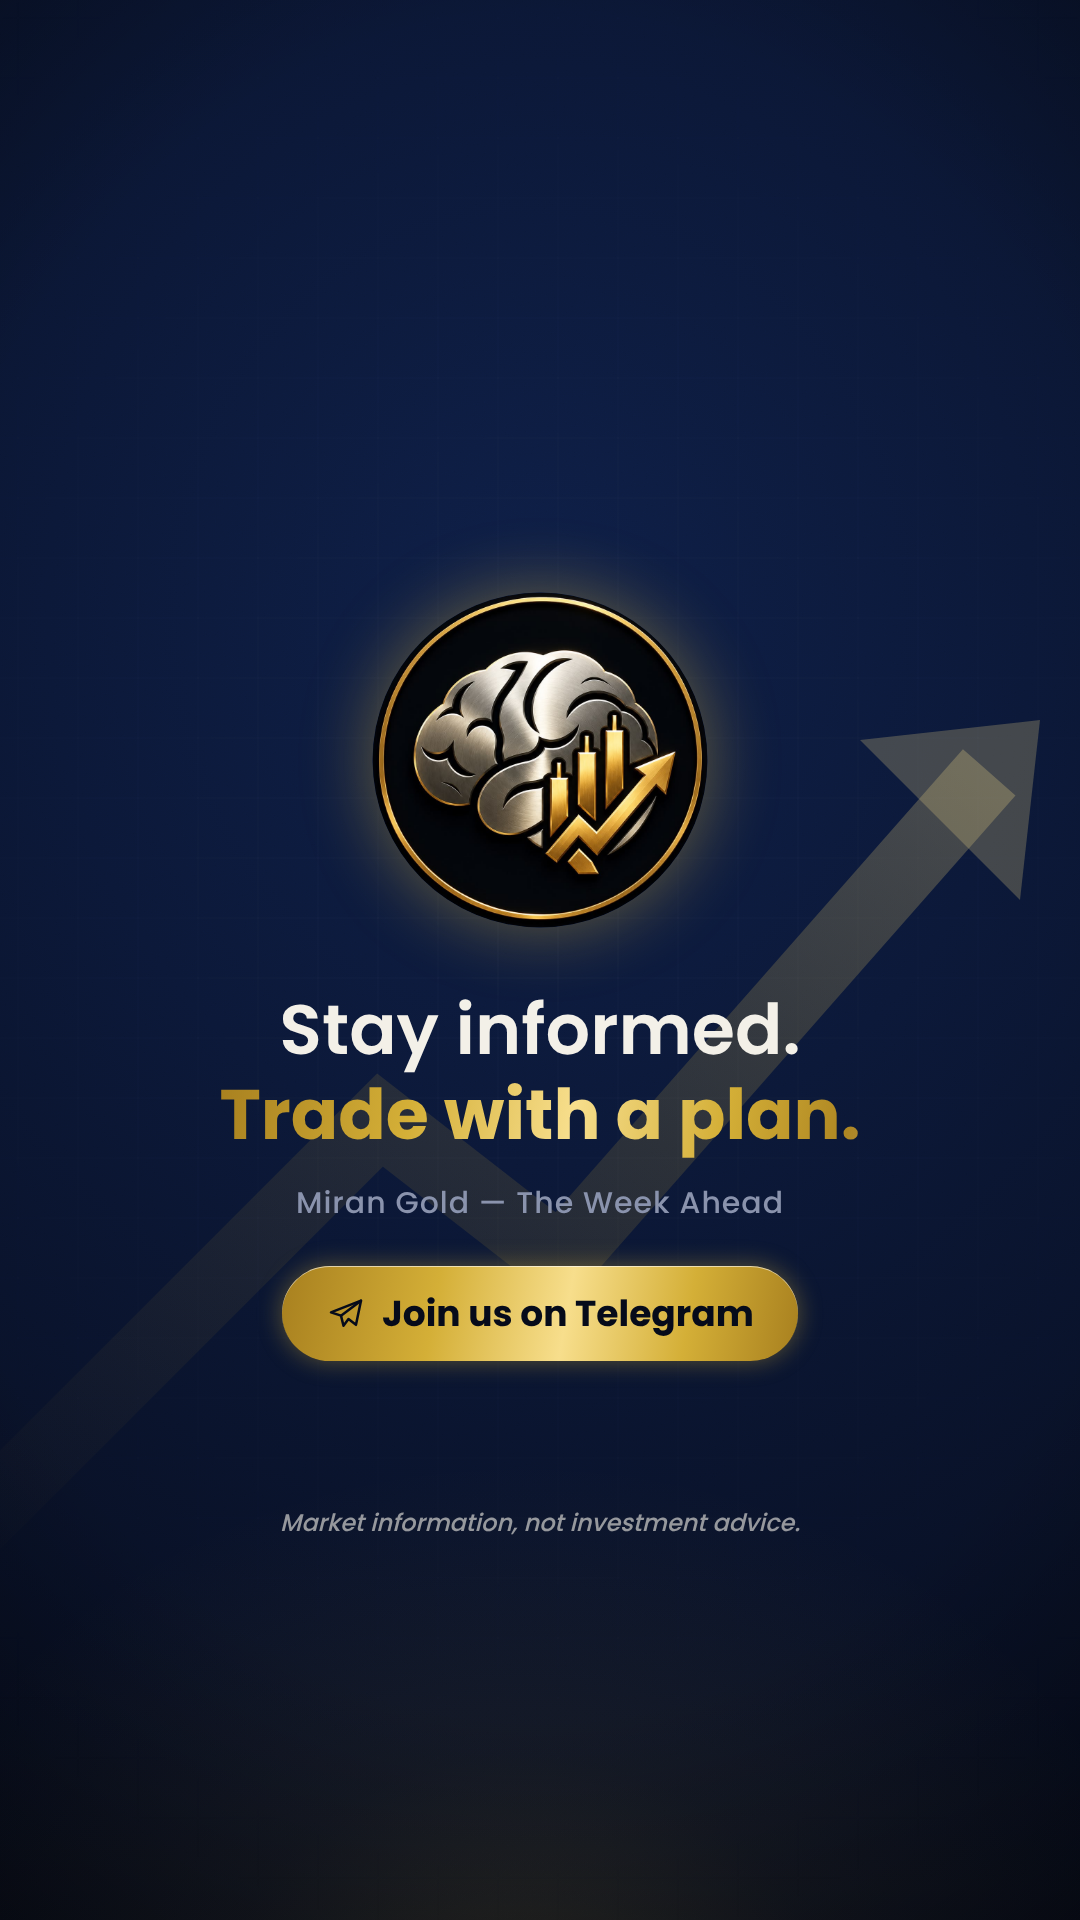 Stay informed.
Trade with a plan.
Miran Gold — The Week Ahead
Join us on Telegram
Market information, not investment advice.